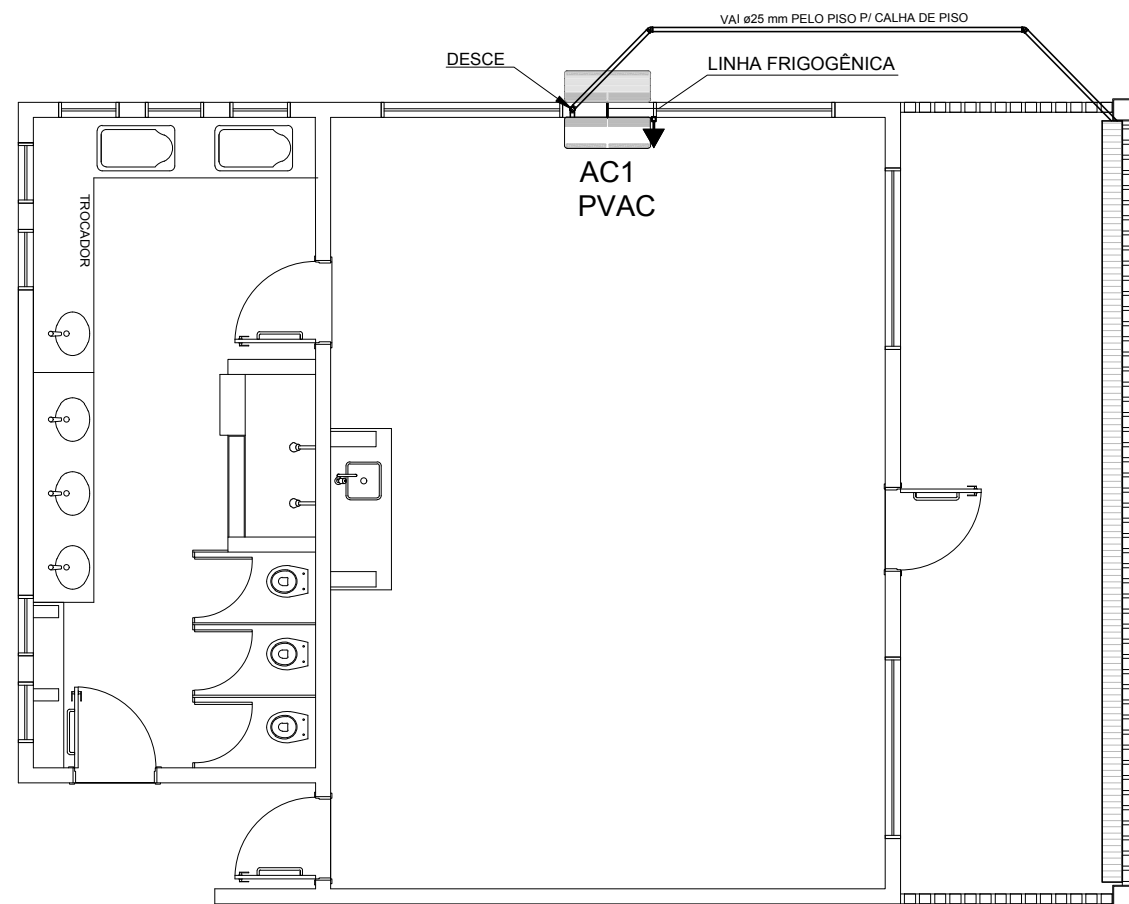 VAI ø25 mm PELO PISO P/ CALHA DE PISO
DESCE
LINHA FRIGOGÊNICA
AC1
PVAC
TROCADOR